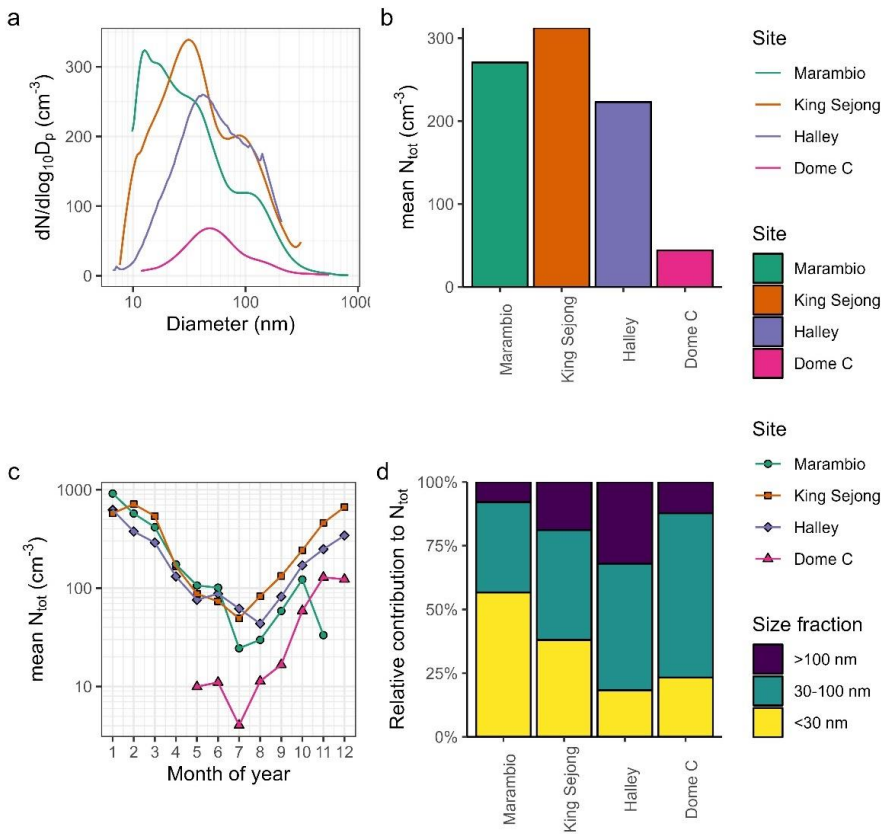 a
dN/dlog10Dp (cm-3)
300
200
100
0
10
100
1000
Diameter (nm)
b
mean Ntot (cm-3)
300
200
100
0
Marambio
King Sejong
Halley
Dome C
Site
Marambio
King Sejong
Halley
Dome C
Site
Marambio
King Sejong
Halley
Dome C
c
mean Ntot (cm-3)
1000
100
10
1 2 3 4 5 6 7 8 9 10 11 12
Month of year
d
Relative contribution to Ntot
100%
75%
50%
25%
0%
Marambio
King Sejong
Halley
Dome C
Site
Marambio
King Sejong
Halley
Dome C
Size fraction
>100 nm
30-100 nm
<30 nm